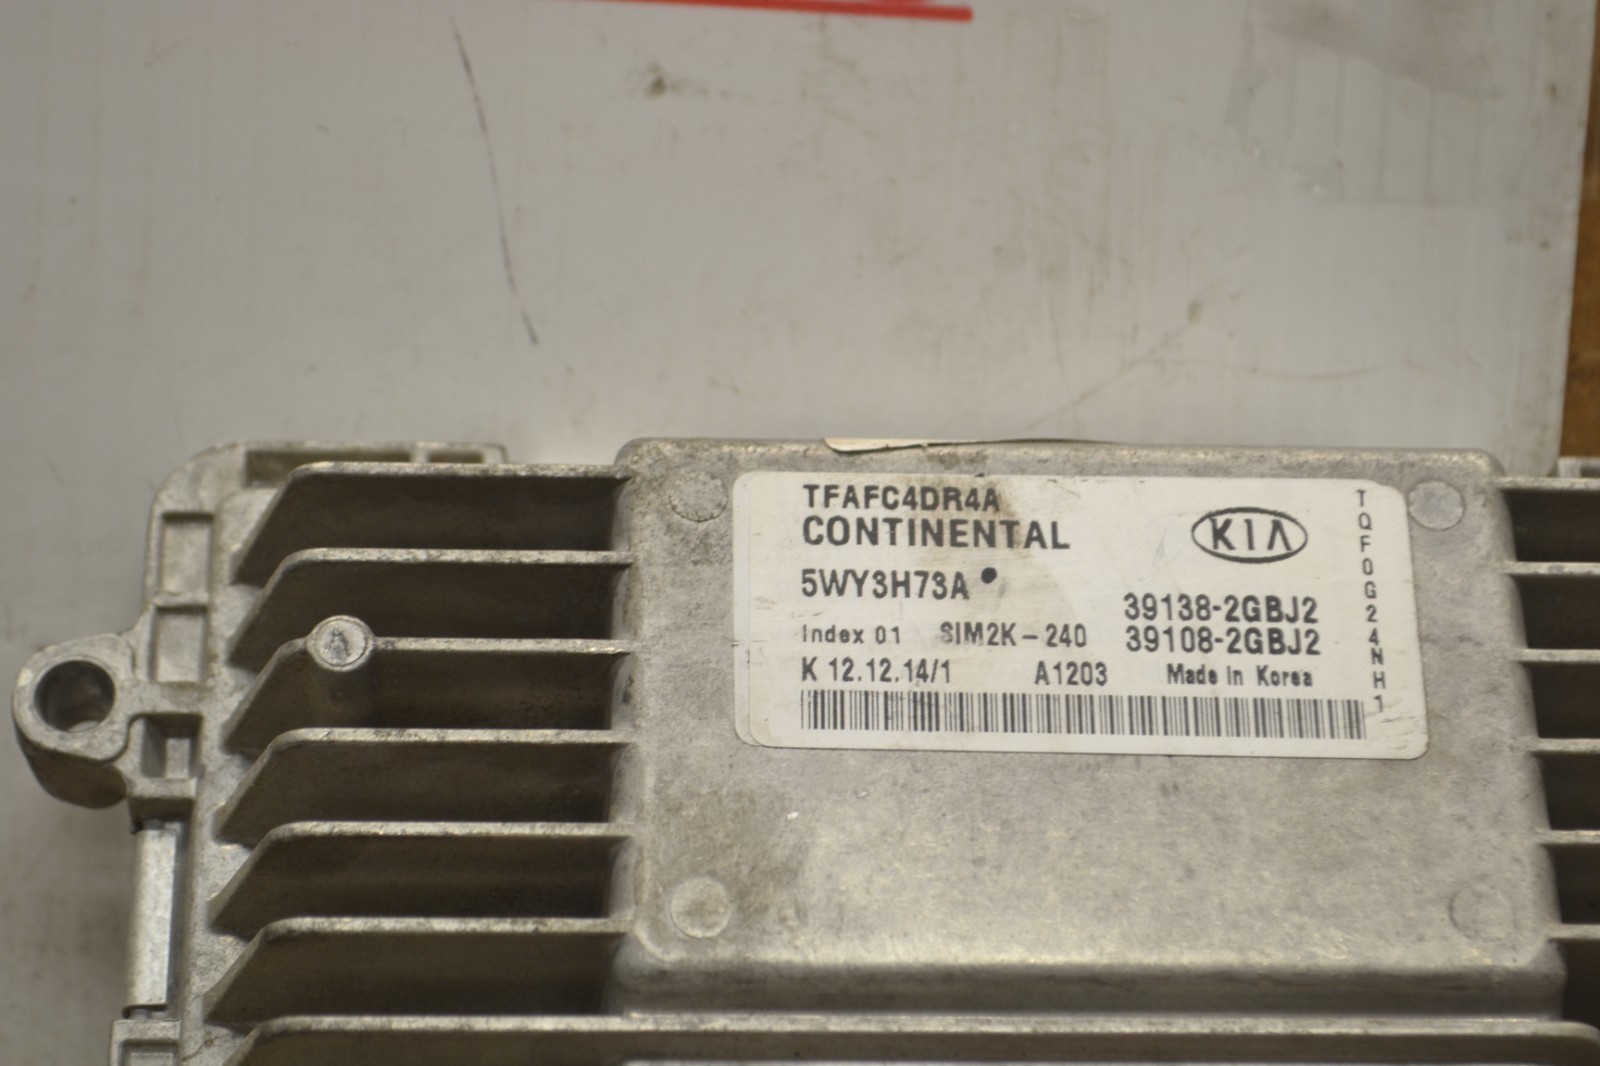 TFAFC4DR4A
CONTINENTAL
KIA
5WY3H73A
39138-2GBJ2
Index 01 SIM2K-240 39108-2GBJ2
K 12.12.14/1 A1203 Made in Korea
TQF0G24NH1